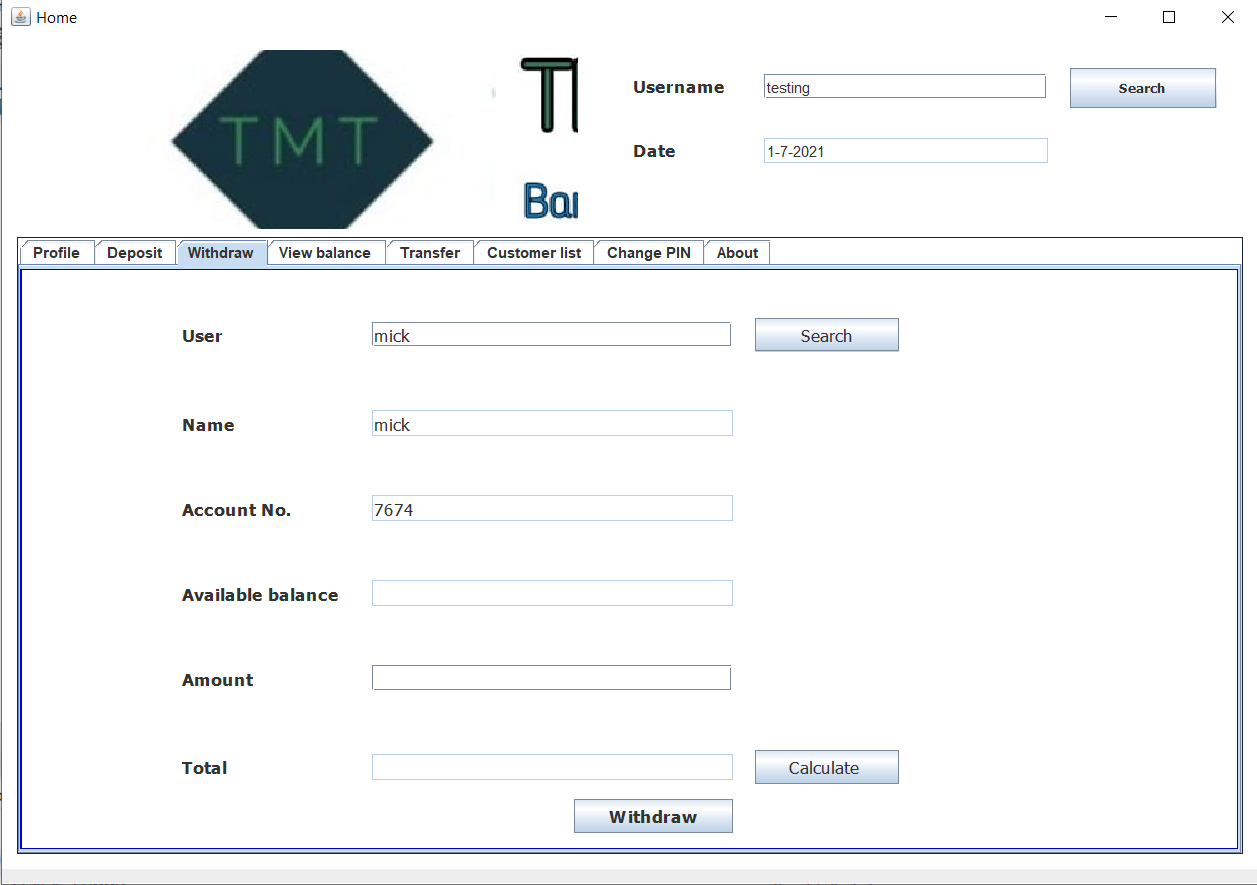 Home
TMT
Username testing Search
Date 1-7-2021
Profile Deposit Withdraw View balance Transfer Customer list Change PIN About
User mick Search
Name mick
Account No. 7674
Available balance
Amount
Total Calculate
Withdraw